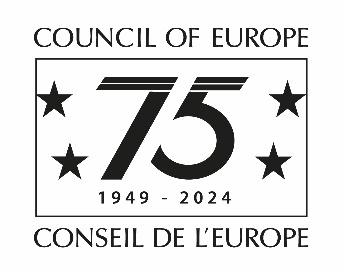 COUNCIL OF EUROPE
75
1949 - 2024
CONSEIL DE L'EUROPE